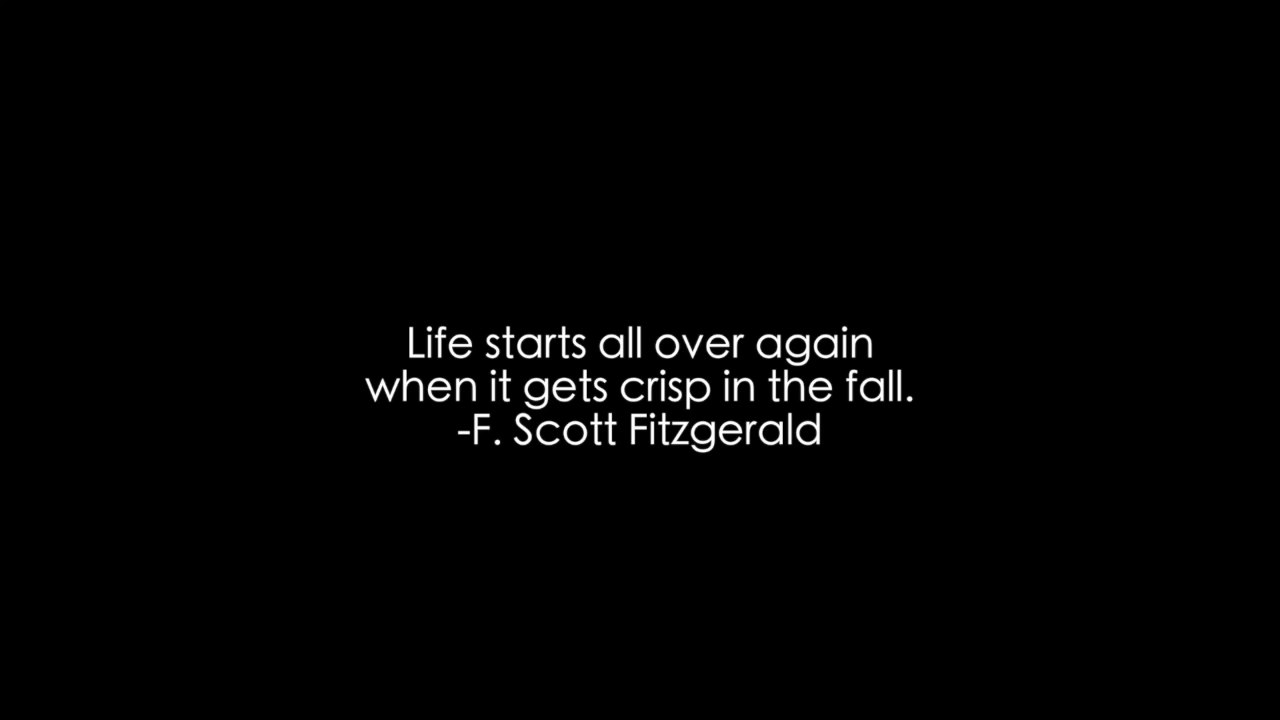 Life starts all over again
when it gets crisp in the fall.
-F. Scott Fitzgerald